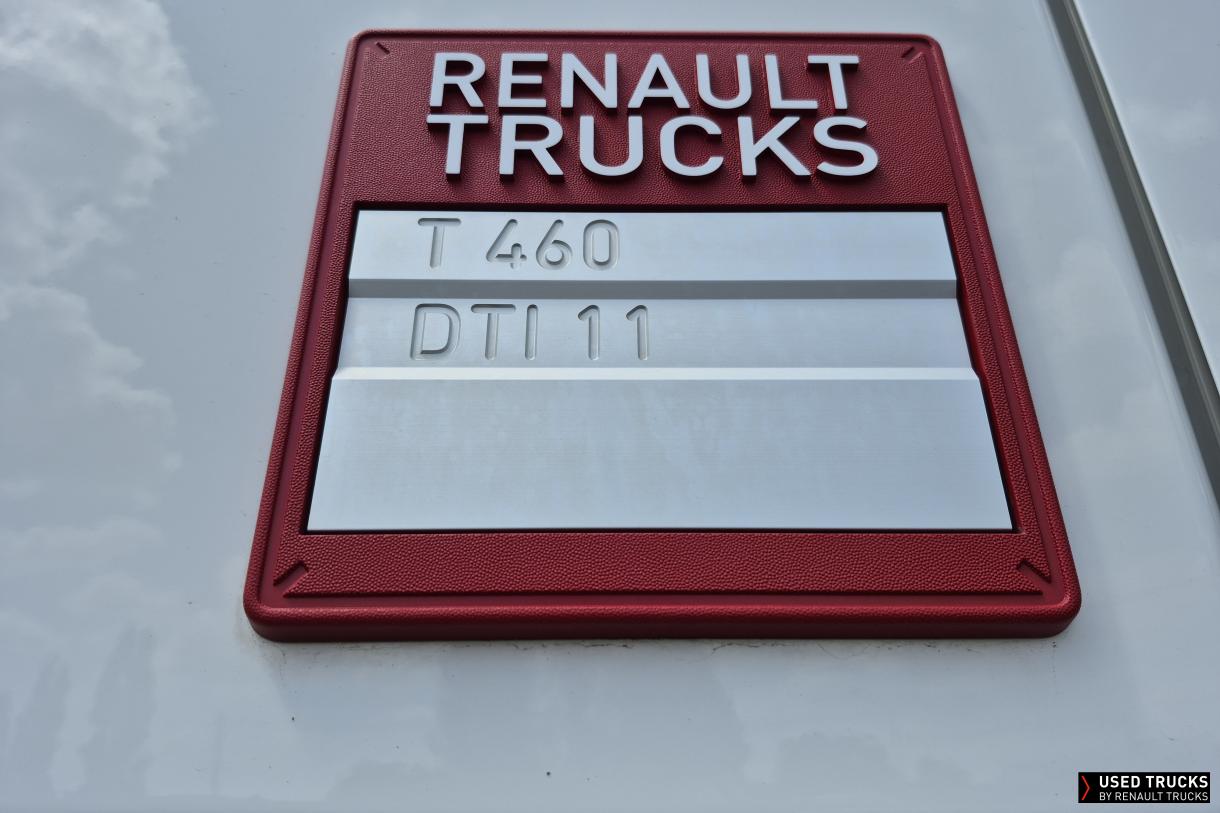 RENAULT
TRUCKS
T 460
DTI 11
USED TRUCKS
BY RENAULT TRUCKS